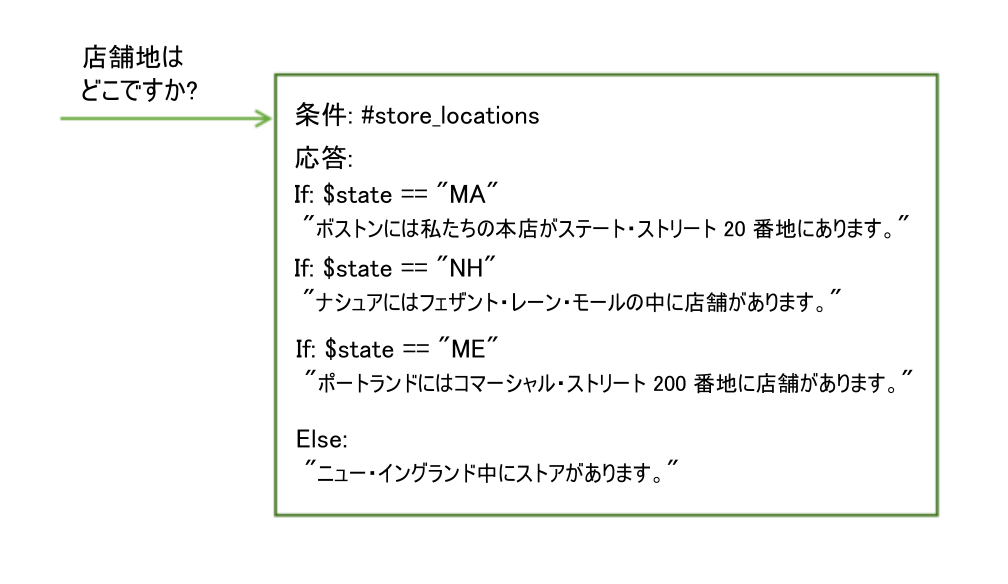 店舗地は
どこですか?
条件: #store_locations
応答:
If: $state == "MA"
"ボストンには私たちの本店がステート・ストリート 20 番地にあります。"
If: $state == "NH"
"ナシュアにはフェザント・レーン・モールの中に店舗があります。"
If: $state == "ME"
"ポートランドにはコマーシャル・ストリート 200 番地に店舗があります。"
Else:
"ニュー・イングランド中にストアがあります。"